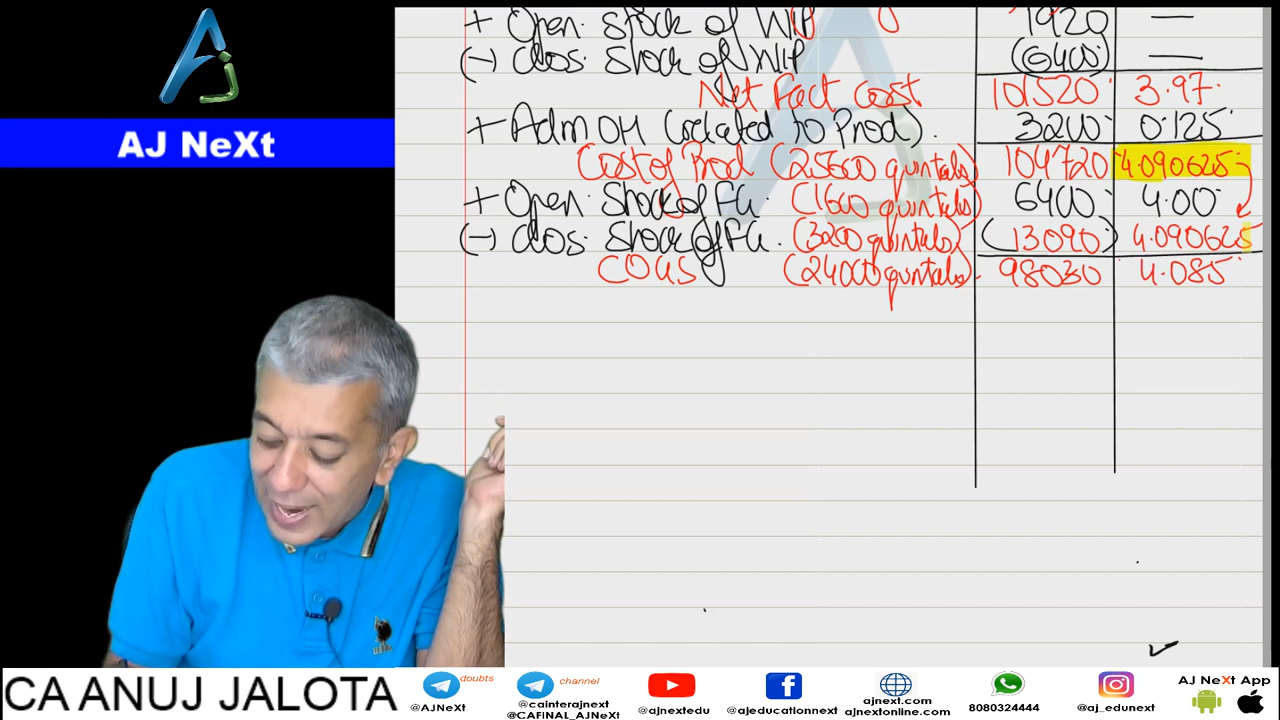 + Open. Stock of WIP 1920 —
(-) Clos. Stock of WIP (6400) —
Net Fact Cost 101520 3.97
+ Adm OH (related to Prod). 3200 0.125
Cost of Prod (25600 quintals) 104720 4.090625
+ Open. Stock of FG. (1600 quintals) 6400 4.00
(-) Clos. Stock of FG. (3200 quintals) (13090) 4.090625
COGS (24000 quintals). 98030 4.085
AJ NeXt
CA ANUJ JALOTA
doubts
@AJNeXt
channel
@cainterajnext
@CAFINAL_AJNeXt
@ajnextedu
@ajeducationnext
ajnext.com
ajnextonline.com
8080324444
@aj_edunext
AJ NeXt App